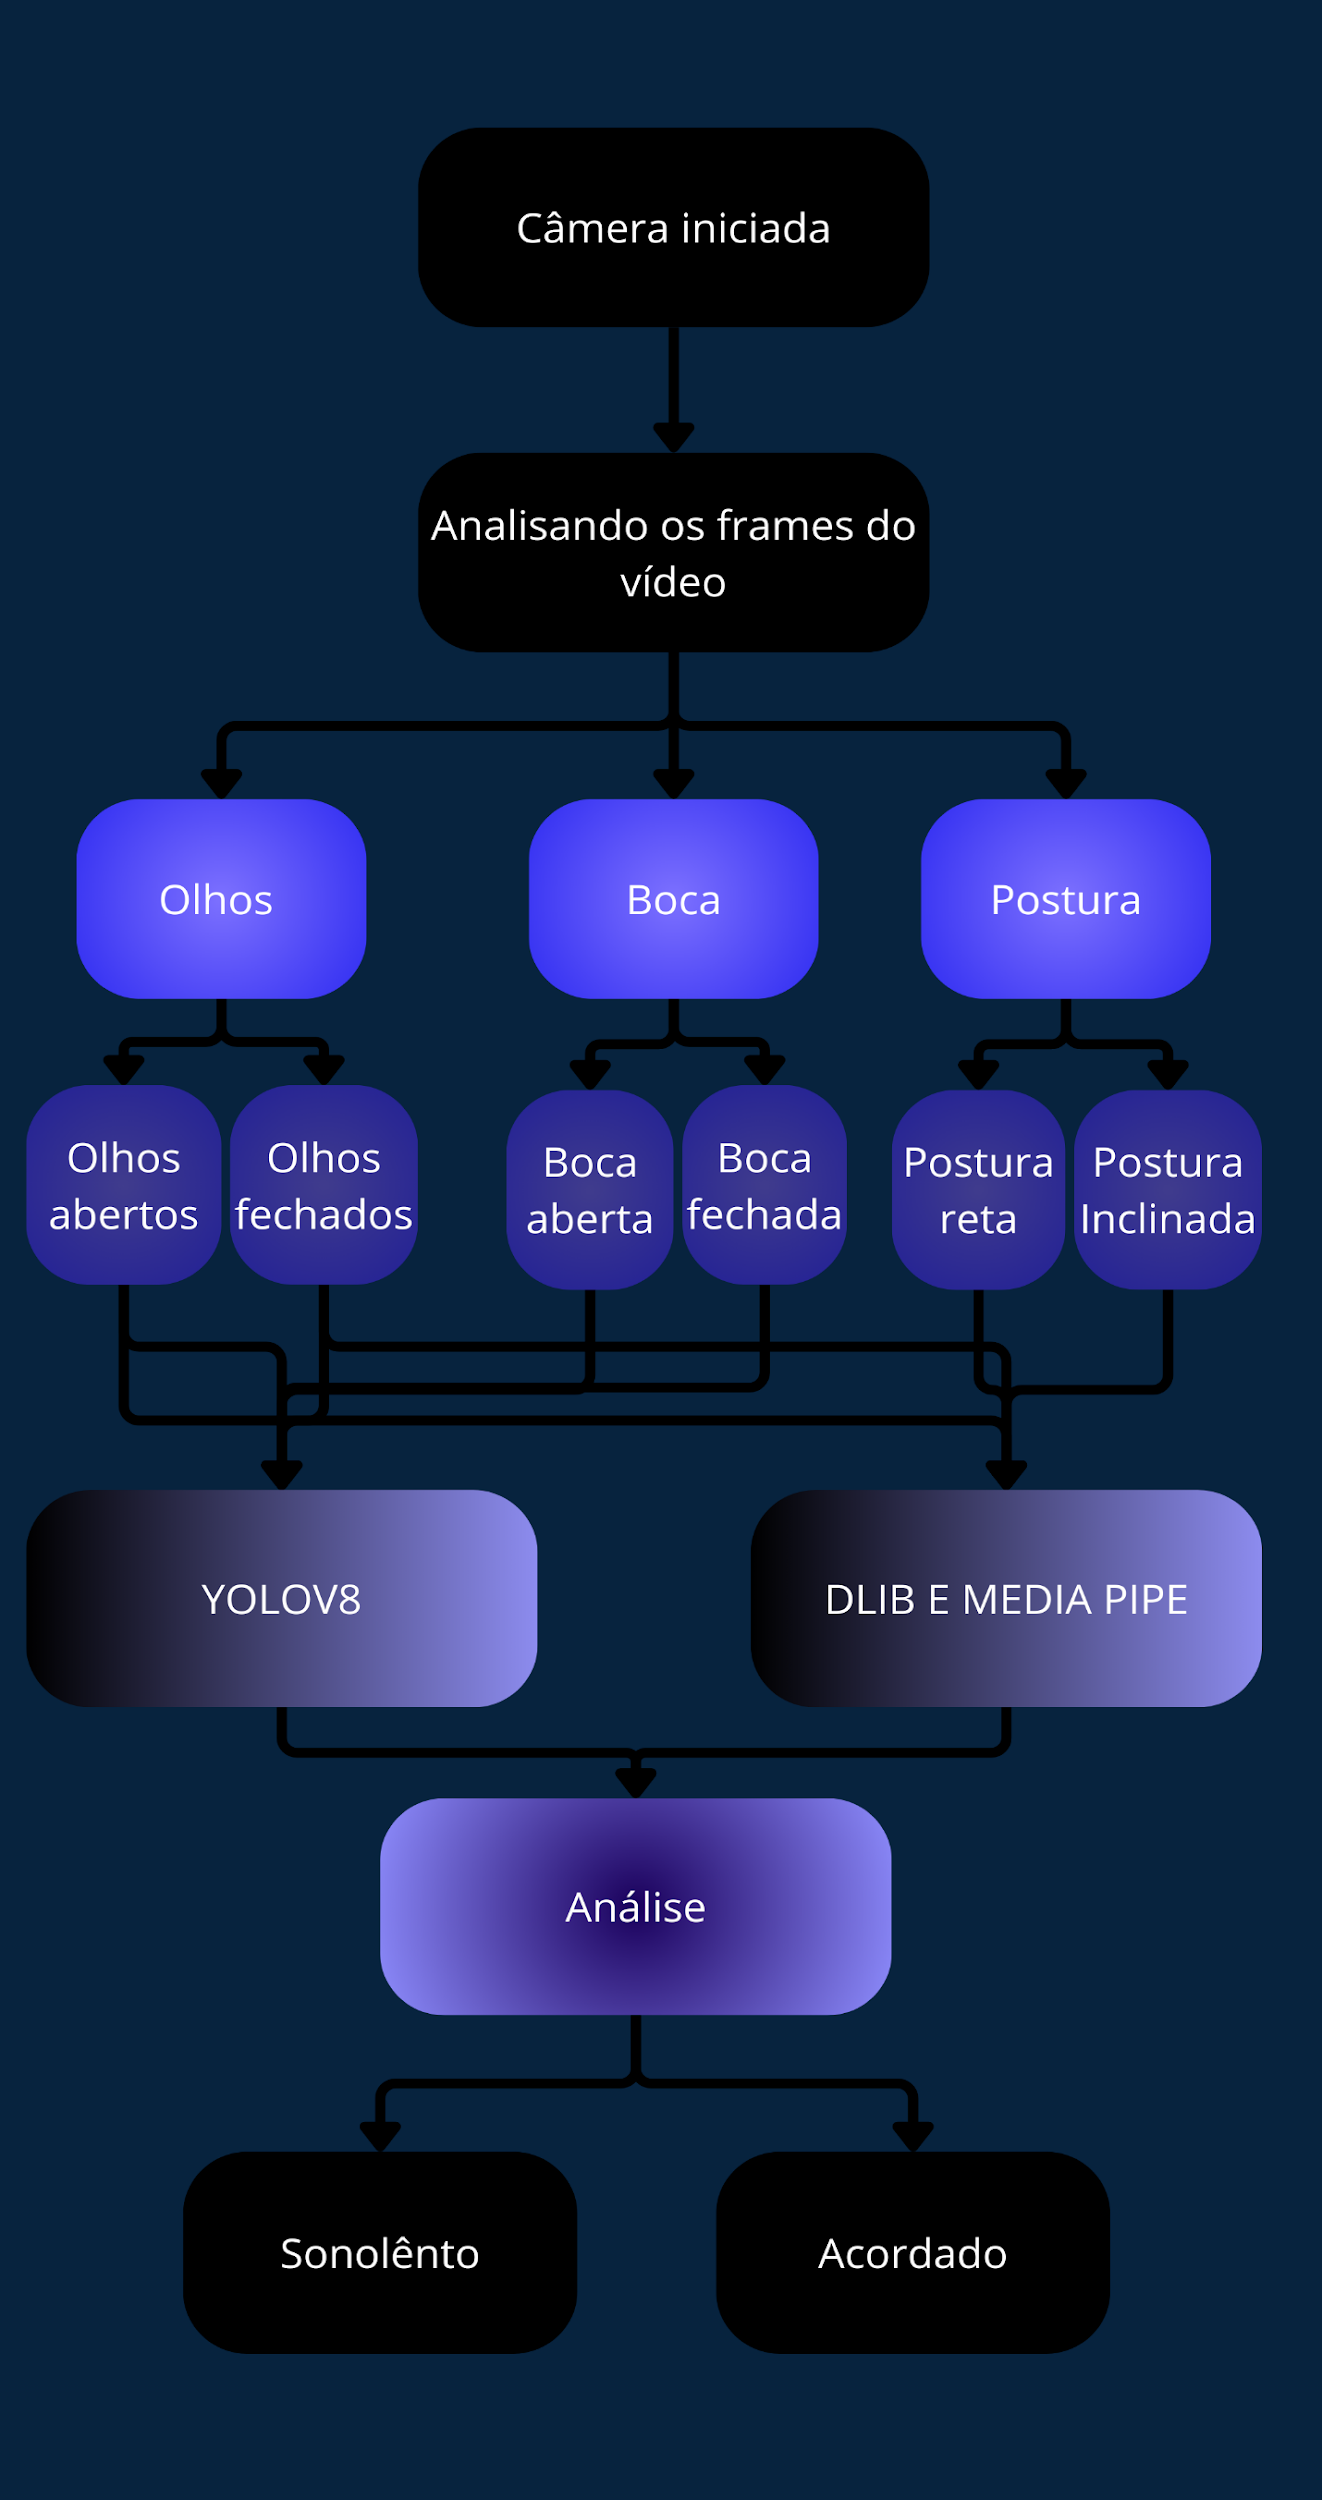 Câmera iniciada
Analisando os frames do
vídeo
Olhos
Boca
Postura
Olhos
abertos
Olhos
fechados
Boca
aberta
Boca
fechada
Postura
reta
Postura
Inclinada
YOLOV8
DLIB E MEDIA PIPE
Análise
Sonolênto
Acordado